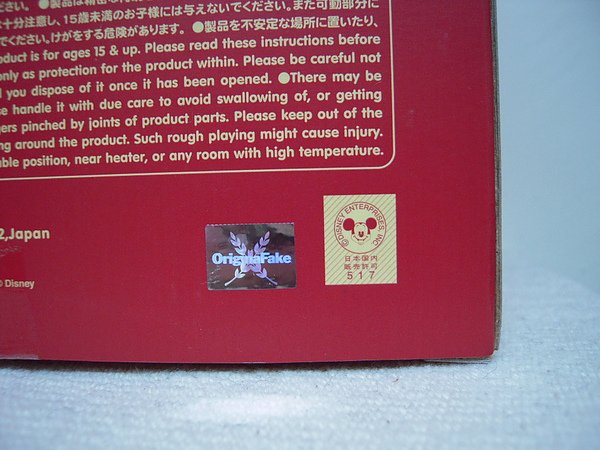 ださい。●製品は精密
十分注意し、15歳未満のお子様には与えないでください。また可動部分に
でください。けがをする危険があります。●製品を不安定な場所に置いたり、
product is for ages 15 & up. Please read these instructions before
only as protection for the product within. Please be careful not
you dispose of it once it has been opened. ●There may be
handle it with due care to avoid swallowing of, or getting
pinched by joints of product parts. Please keep out of the
around the product. Such rough playing might cause injury.
position, near heater, or any room with high temperature.
2,Japan
© Disney
OriginalFake
©DISNEY ENTERPRISES, INC
日本国内
販売許可
517